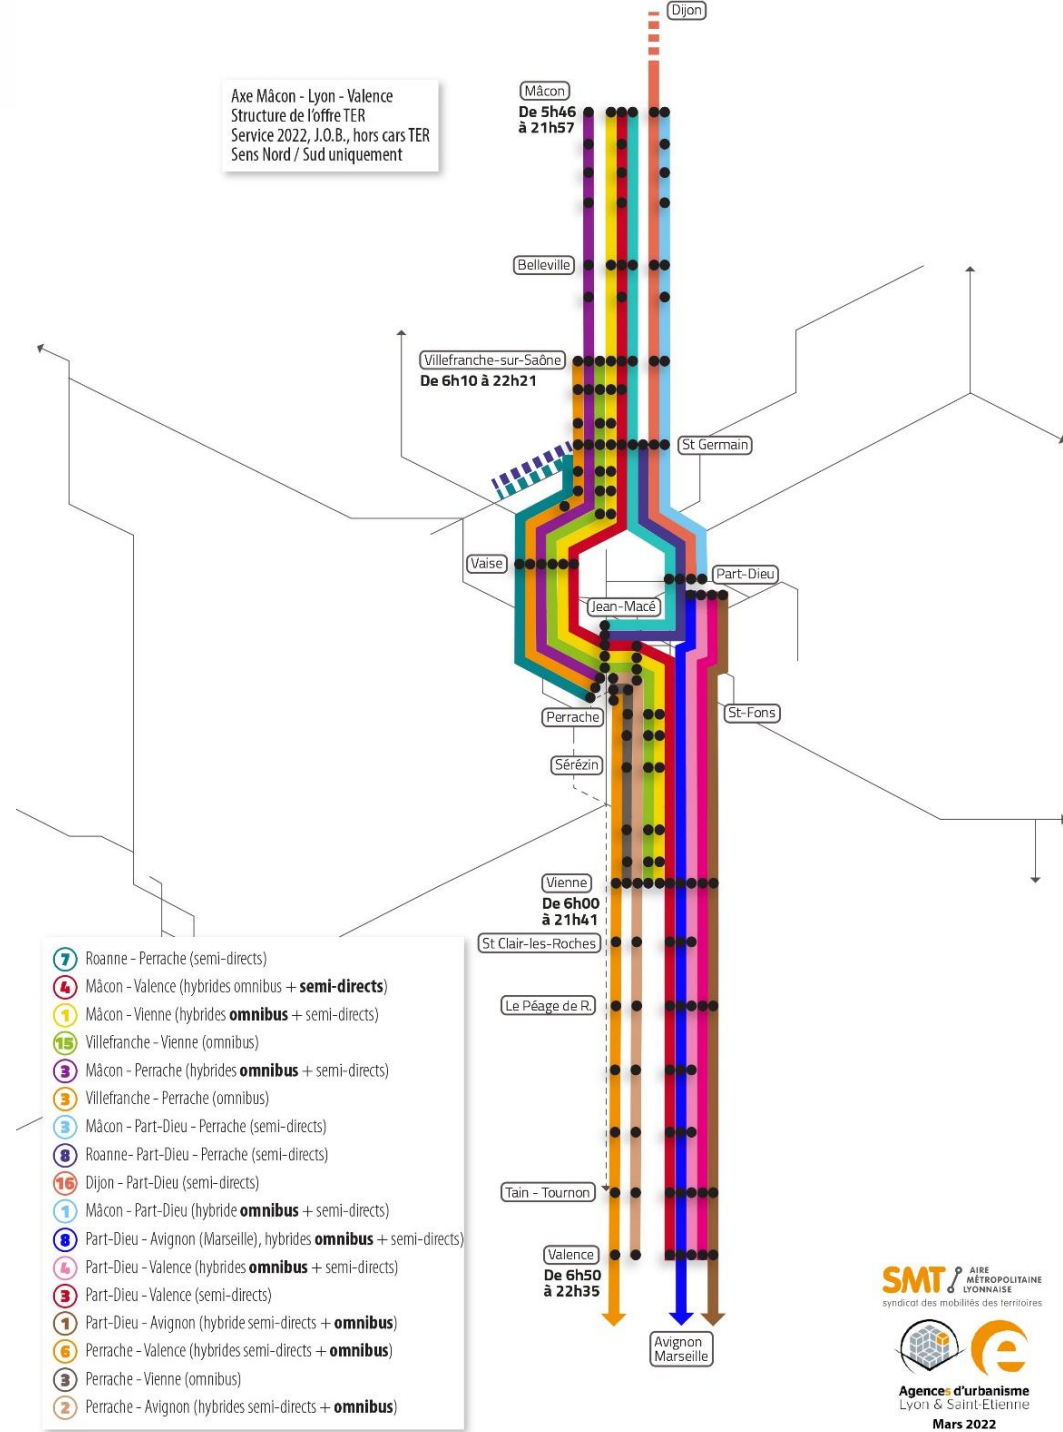 Dijon
Axe Mâcon - Lyon - Valence
Structure de l'offre TER
Service 2022, J.O.B., hors cars TER
Sens Nord / Sud uniquement
Mâcon
De 5h46
à 21h57
Belleville
Villefranche-sur-Saône
De 6h10 à 22h21
St Germain
Vaise
Part-Dieu
Jean-Macé
Perrache
St-Fons
Sérézin
Vienne
De 6h00
à 21h41
St Clair-les-Roches
Le Péage de R.
Tain - Tournon
Valence
De 6h50
à 22h35
Avignon
Marseille
7 Roanne - Perrache (semi-directs)
4 Mâcon - Valence (hybrides omnibus + semi-directs)
1 Mâcon - Vienne (hybrides omnibus + semi-directs)
15 Villefranche - Vienne (omnibus)
3 Mâcon - Perrache (hybrides omnibus + semi-directs)
3 Villefranche - Perrache (omnibus)
3 Mâcon - Part-Dieu - Perrache (semi-directs)
8 Roanne- Part-Dieu - Perrache (semi-directs)
16 Dijon - Part-Dieu (semi-directs)
1 Mâcon - Part-Dieu (hybride omnibus + semi-directs)
8 Part-Dieu - Avignon (Marseille), hybrides omnibus + semi-directs)
4 Part-Dieu - Valence (hybrides omnibus + semi-directs)
3 Part-Dieu - Valence (semi-directs)
1 Part-Dieu - Avignon (hybride semi-directs + omnibus)
6 Perrache - Valence (hybrides semi-directs + omnibus)
3 Perrache - Vienne (omnibus)
2 Perrache - Avignon (hybrides semi-directs + omnibus)
SMT AIRE
MÉTROPOLITAINE
LYONNAISE
syndicat des mobilités des territoires
Agences d'urbanisme
Lyon & Saint-Etienne
Mars 2022